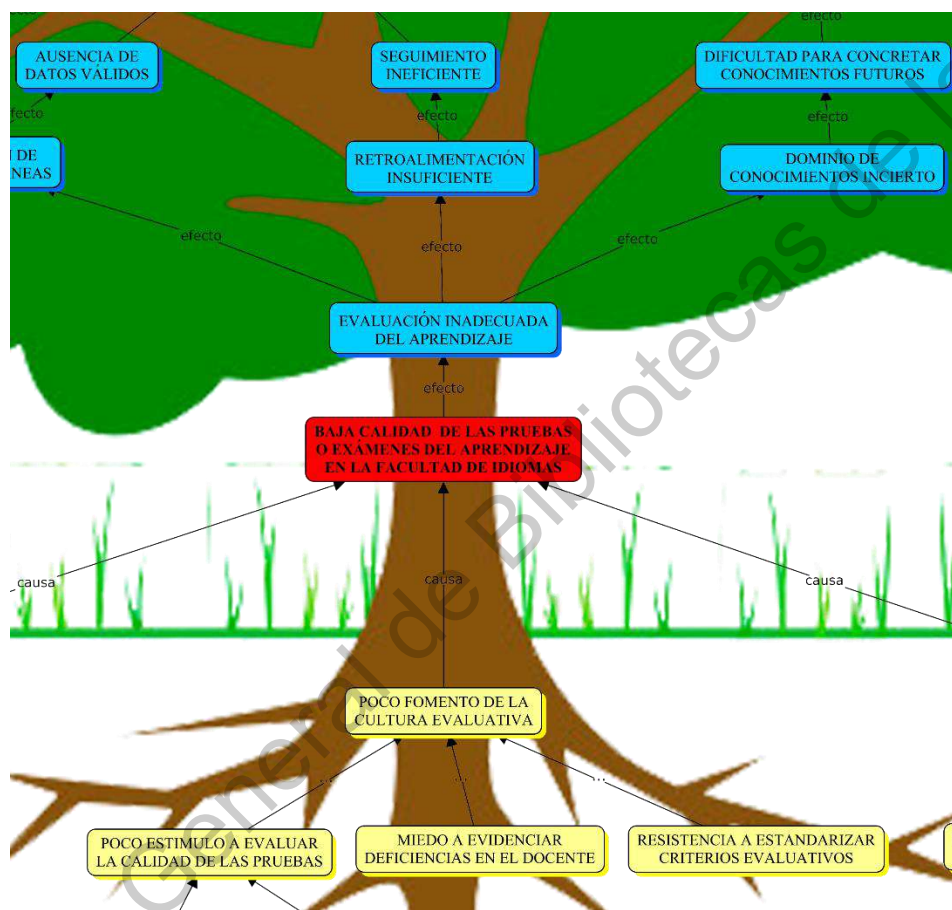 efecto
AUSENCIA DE
DATOS VÁLIDOS
SEGUIMIENTO
INEFICIENTE
DIFICULTAD PARA CONCRETAR
CONOCIMIENTOS FUTUROS
efecto
efecto
efecto
N DE
NEAS
RETROALIMENTACIÓN
INSUFICIENTE
DOMINIO DE
CONOCIMIENTOS INCIERTO
efecto
efecto
efecto
EVALUACIÓN INADECUADA
DEL APRENDIZAJE
efecto
BAJA CALIDAD DE LAS PRUEBAS
O EXÁMENES DEL APRENDIZAJE
EN LA FACULTAD DE IDIOMAS
causa
causa
causa
POCO FOMENTO DE LA
CULTURA EVALUATIVA
...
...
...
POCO ESTIMULO A EVALUAR
LA CALIDAD DE LAS PRUEBAS
MIEDO A EVIDENCIAR
DEFICIENCIAS EN EL DOCENTE
RESISTENCIA A ESTANDARIZAR
CRITERIOS EVALUATIVOS
General de Bibliotecas de la